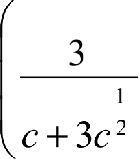 (
3
c + 3c^{1/2}